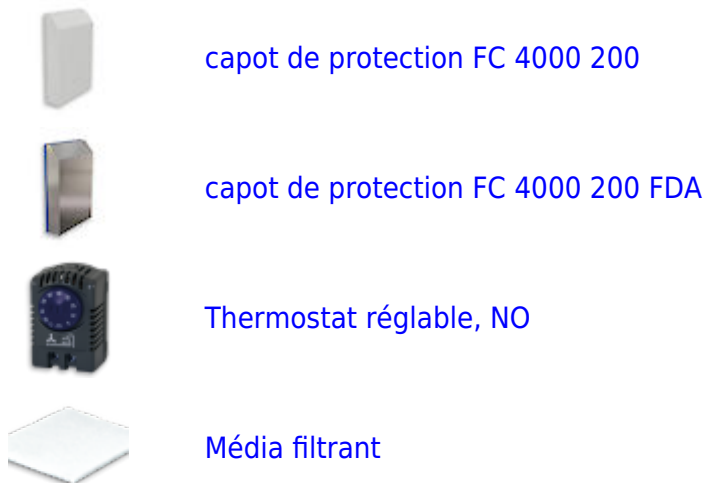 capot de protection FC 4000 200
capot de protection FC 4000 200 FDA
Thermostat réglable, NO
Média filtrant